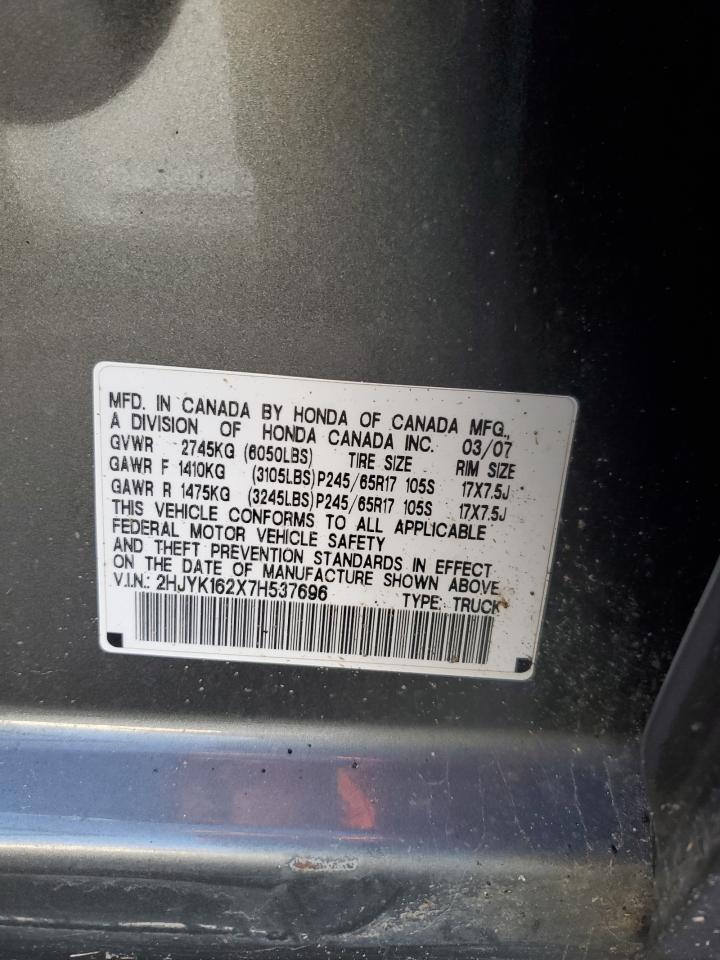 MFD. IN CANADA BY HONDA OF CANADA MFG.,
A DIVISION OF HONDA CANADA INC. 03/07
GVWR 2745KG (6050LBS) TIRE SIZE RIM SIZE
GAWR F 1410KG (3105LBS)P245/65R17 105S 17X7.5J
GAWR R 1475KG (3245LBS)P245/65R17 105S 17X7.5J
THIS VEHICLE CONFORMS TO ALL APPLICABLE
FEDERAL MOTOR VEHICLE SAFETY
AND THEFT PREVENTION STANDARDS IN EFFECT
ON THE DATE OF MANUFACTURE SHOWN ABOVE
V.I.N.: 2HJYK162X7H537696 TYPE: TRUCK